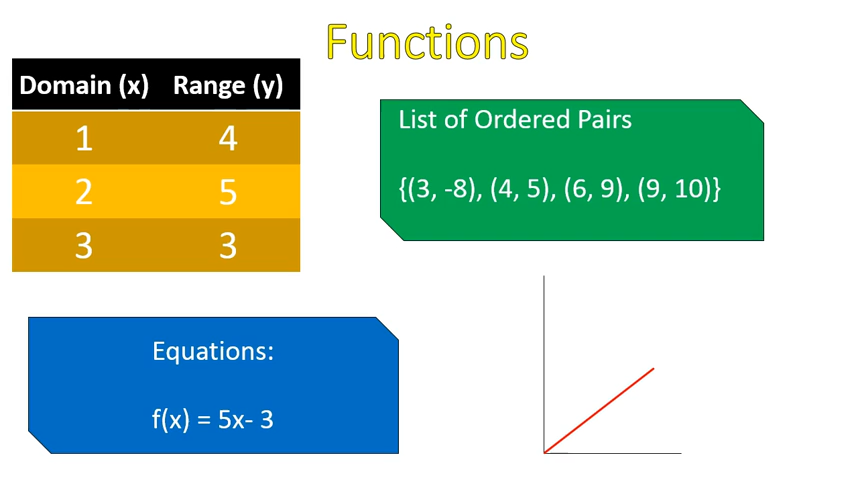 Functions
Domain (x) Range (y)
1 4
2 5
3 3
List of Ordered Pairs
{(3, -8), (4, 5), (6, 9), (9, 10)}
Equations:
f(x) = 5x- 3